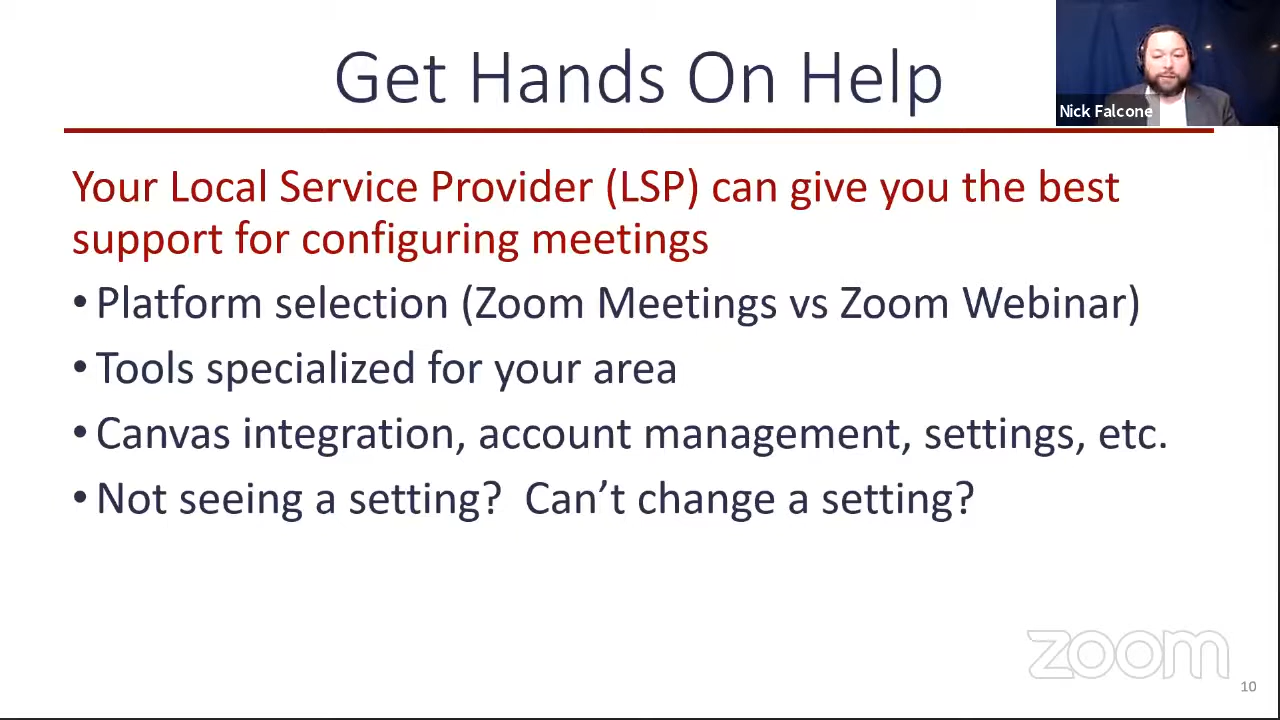 Get Hands On Help
Nick Falcone
Your Local Service Provider (LSP) can give you the best
support for configuring meetings
• Platform selection (Zoom Meetings vs Zoom Webinar)
• Tools specialized for your area
• Canvas integration, account management, settings, etc.
• Not seeing a setting?  Can’t change a setting?
zoom
10